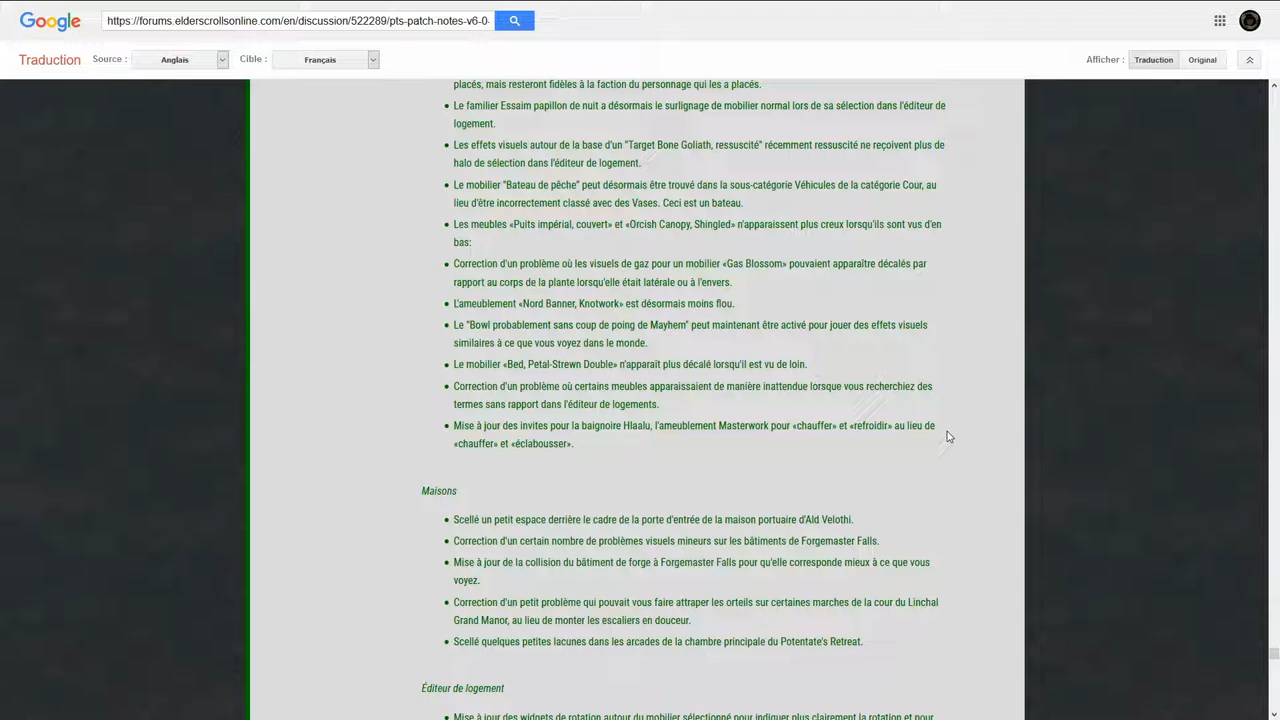 Google
https://forums.elderscrollsonline.com/en/discussion/522289/pts-patch-notes-v6-0-
Traduction
Source :
Anglais
Cible :
Français
Afficher :
Traduction
Original
placés, mais resteront fidèles à la faction du personnage qui les a placés.
Le familier Essaim papillon de nuit a désormais le surlignage de mobilier normal lors de sa sélection dans l'éditeur de
logement.
Les effets visuels autour de la base d'un "Target Bone Goliath, ressuscité" récemment ressuscité ne reçoivent plus de
halo de sélection dans l'éditeur de logement.
Le mobilier "Bateau de pêche" peut désormais être trouvé dans la sous-catégorie Véhicules de la catégorie Cour, au
lieu d'être incorrectement classé avec des Vases. Ceci est un bateau.
Les meubles «Puits impérial, couvert» et «Orcish Canopy, Shingled» n'apparaissent plus creux lorsqu'ils sont vus d'en
bas:
Correction d'un problème où les visuels de gaz pour un mobilier «Gas Blossom» pouvaient apparaître décalés par
rapport au corps de la plante lorsqu'elle était latérale ou à l'envers.
L'ameublement «Nord Banner, Knotwork» est désormais moins flou.
Le "Bowl probablement sans coup de poing de Mayhem" peut maintenant être activé pour jouer des effets visuels
similaires à ce que vous voyez dans le monde.
Le mobilier «Bed, Petal-Strewn Double» n'apparaît plus décalé lorsqu'il est vu de loin.
Correction d'un problème où certains meubles apparaissaient de manière inattendue lorsque vous recherchiez des
termes sans rapport dans l'éditeur de logements.
Mise à jour des invites pour la baignoire Hlaalu, l'ameublement Masterwork pour «chauffer» et «refroidir» au lieu de
«chauffer» et «éclabousser».
Maisons
Scellé un petit espace derrière le cadre de la porte d'entrée de la maison portuaire d'Ald Velothi.
Correction d'un certain nombre de problèmes visuels mineurs sur les bâtiments de Forgemaster Falls.
Mise à jour de la collision du bâtiment de forge à Forgemaster Falls pour qu'elle corresponde mieux à ce que vous
voyez.
Correction d'un petit problème qui pouvait vous faire attraper les orteils sur certaines marches de la cour du Linchal
Grand Manor, au lieu de monter les escaliers en douceur.
Scellé quelques petites lacunes dans les arcades de la chambre principale du Potentate's Retreat.
Éditeur de logement
Mise à jour des widgets de rotation autour du mobilier sélectionné pour indiquer plus clairement la rotation et pour